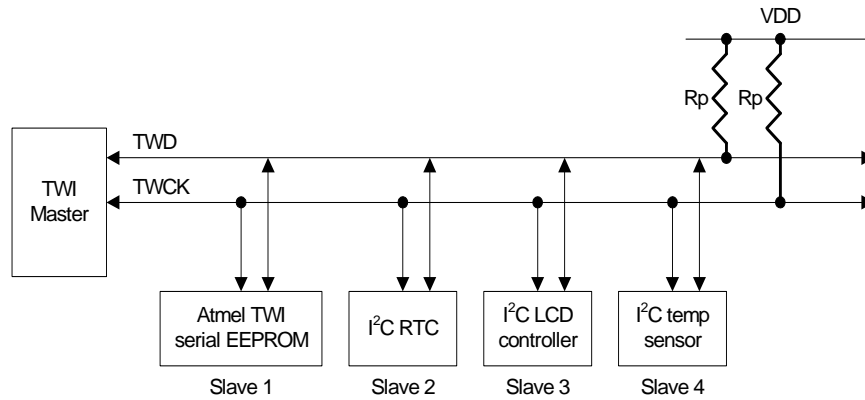 VDD
Rp Rp
TWD
TWI
Master
TWCK
Atmel TWI
serial EEPROM
I²C RTC
I²C LCD
controller
I²C temp
sensor
Slave 1
Slave 2
Slave 3
Slave 4